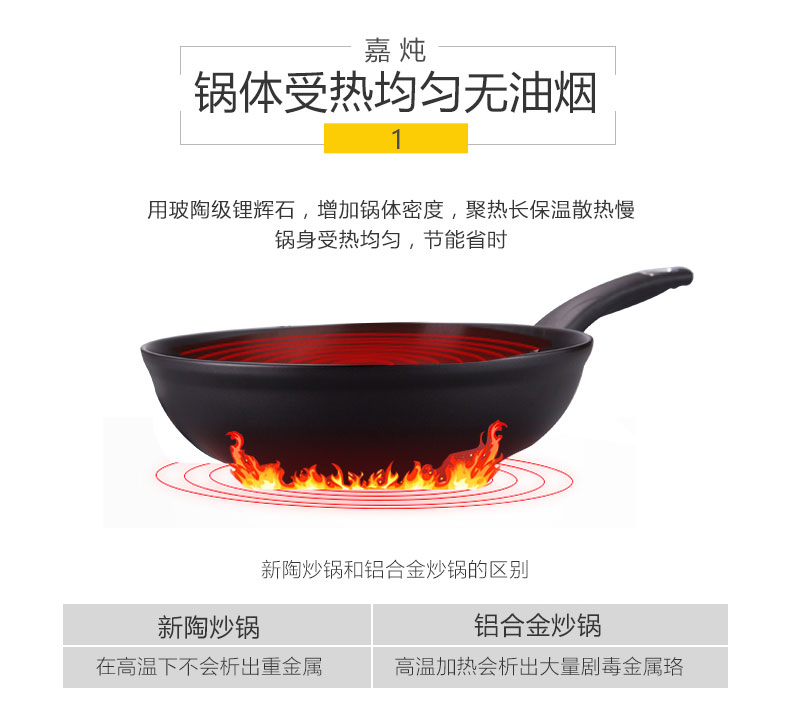 嘉炖
锅体受热均匀无油烟
1
用玻陶级锂辉石，增加锅体密度，聚热长保温散热慢
锅身受热均匀，节能省时
新陶炒锅和铝合金炒锅的区别
新陶炒锅
铝合金炒锅
在高温下不会析出重金属
高温加热会析出大量剧毒金属珞